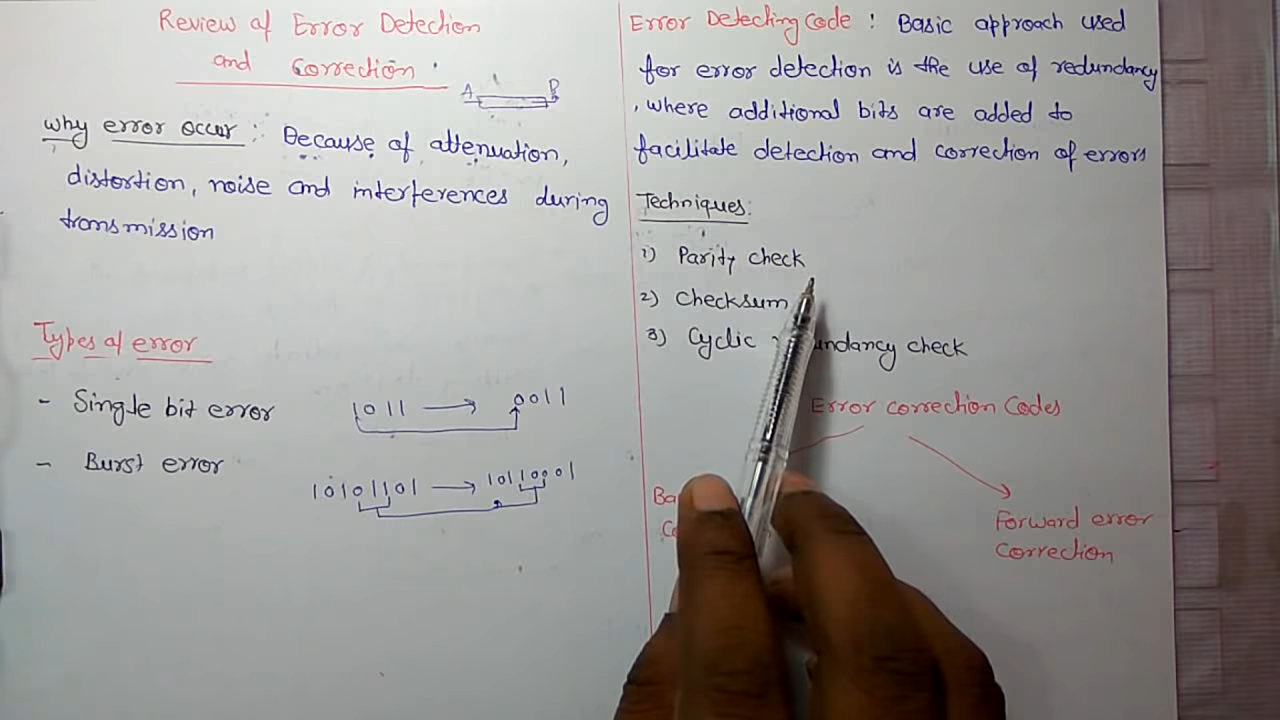 Review of Error Detection
and Correction
A B
Why error occur : Because of attenuation,
distortion, noise and interferences during
transmission
Types of error
- Single bit error 1011 → 0011
- Burst error
10101101 → 10110001
Error Detecting Code : Basic approach used
for error detection is the use of redundancy
, where additional bits are added to
facilitate detection and correction of errors
Techniques:
1) Parity check
2) Checksum
3) Cyclic check
Error correction Codes
Forward error
correction